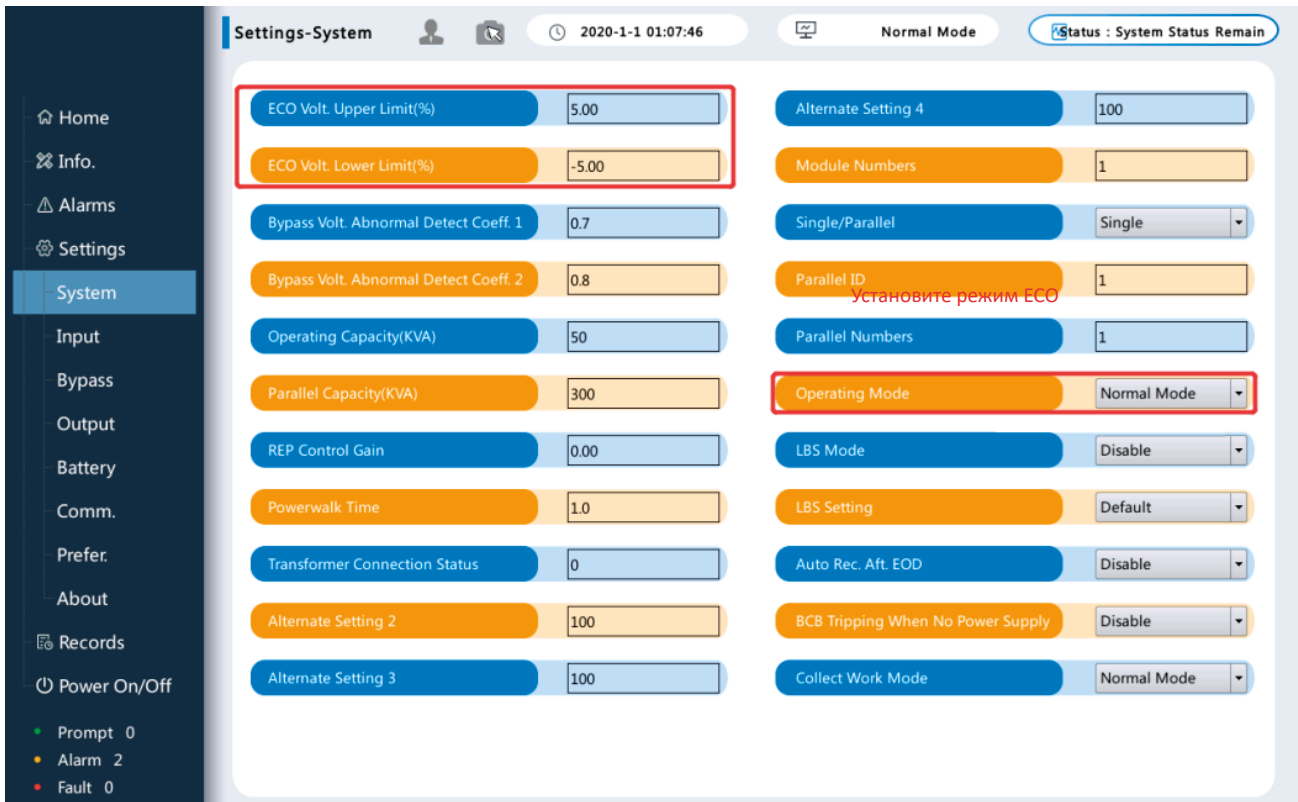 Settings-System
2020-1-1 01:07:46
Normal Mode
Status : System Status Remain
Home
Info.
Alarms
Settings
System
Input
Bypass
Output
Battery
Comm.
Prefer.
About
Records
Power On/Off
Prompt 0
Alarm 2
Fault 0
ECO Volt. Upper Limit(%) 5.00
ECO Volt. Lower Limit(%) -5.00
Bypass Volt. Abnormal Detect Coeff. 1 0.7
Bypass Volt. Abnormal Detect Coeff. 2 0.8
Operating Capacity(KVA) 50
Parallel Capacity(KVA) 300
REP Control Gain 0.00
Powerwalk Time 1.0
Transformer Connection Status 0
Alternate Setting 2 100
Alternate Setting 3 100
Alternate Setting 4 100
Module Numbers 1
Single/Parallel Single
Parallel ID 1
Установите режим ECO
Parallel Numbers 1
Operating Mode Normal Mode
LBS Mode Disable
LBS Setting Default
Auto Rec. Aft. EOD Disable
BCB Tripping When No Power Supply Disable
Collect Work Mode Normal Mode